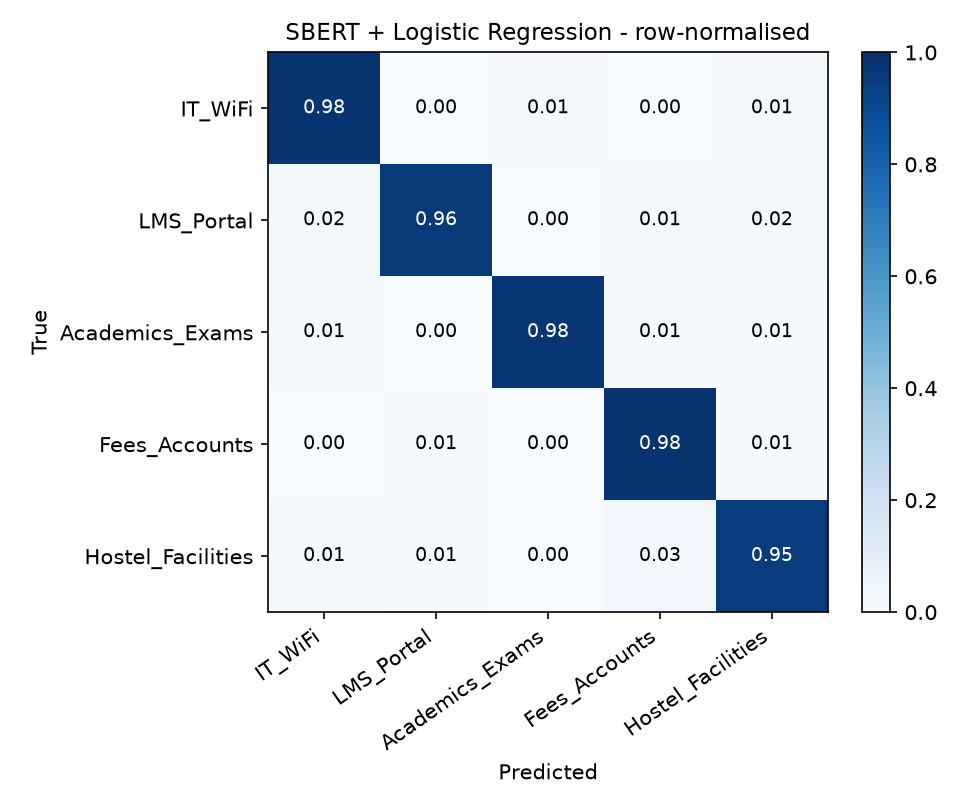 SBERT + Logistic Regression - row-normalised
IT_WiFi 0.98 0.00 0.01 0.00 0.01
LMS_Portal 0.02 0.96 0.00 0.01 0.02
Academics_Exams 0.01 0.00 0.98 0.01 0.01
Fees_Accounts 0.00 0.01 0.00 0.98 0.01
Hostel_Facilities 0.01 0.01 0.00 0.03 0.95
True
IT_WiFi LMS_Portal Academics_Exams Fees_Accounts Hostel_Facilities
Predicted
1.0
0.8
0.6
0.4
0.2
0.0